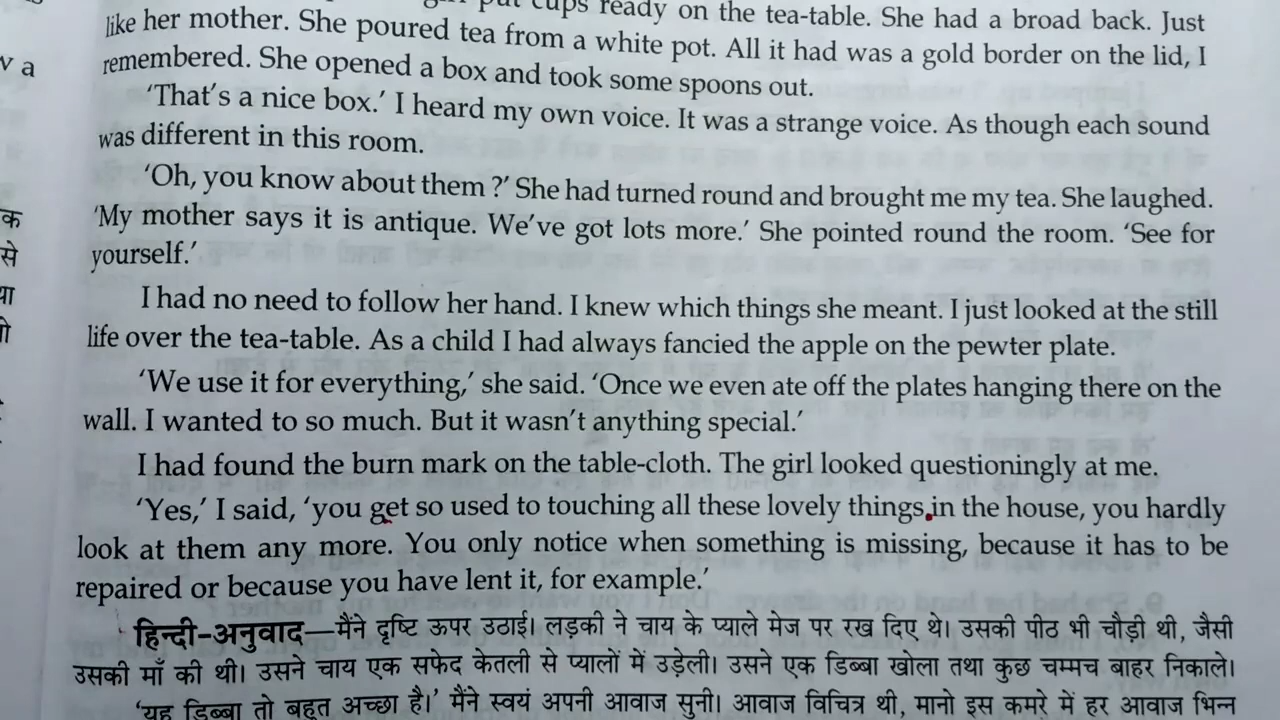 cups ready on the tea-table. She had a broad back. Just
like her mother. She poured tea from a white pot. All it had was a gold border on the lid, I
remembered. She opened a box and took some spoons out.
'That's a nice box.' I heard my own voice. It was a strange voice. As though each sound
was different in this room.
'Oh, you know about them ?' She had turned round and brought me my tea. She laughed.
'My mother says it is antique. We've got lots more.' She pointed round the room. 'See for
yourself.'
I had no need to follow her hand. I knew which things she meant. I just looked at the still
life over the tea-table. As a child I had always fancied the apple on the pewter plate.
'We use it for everything,' she said. 'Once we even ate off the plates hanging there on the
wall. I wanted to so much. But it wasn't anything special.'
I had found the burn mark on the table-cloth. The girl looked questioningly at me.
'Yes,' I said, 'you get so used to touching all these lovely things in the house, you hardly
look at them any more. You only notice when something is missing, because it has to be
repaired or because you have lent it, for example.'
हिन्दी-अनुवाद—मैंने दृष्टि ऊपर उठाई। लड़की ने चाय के प्याले मेज पर रख दिए थे। उसकी पीठ भी चौड़ी थी, जैसी
उसकी माँ की थी। उसने चाय एक सफेद केतली से प्यालों में उड़ेली। उसने एक डिब्बा खोला तथा कुछ चम्मच बाहर निकाले।
'यह डिब्बा तो बहुत अच्छा है।' मैंने स्वयं अपनी आवाज सुनी। आवाज विचित्र थी, मानो इस कमरे में हर आवाज भिन्न